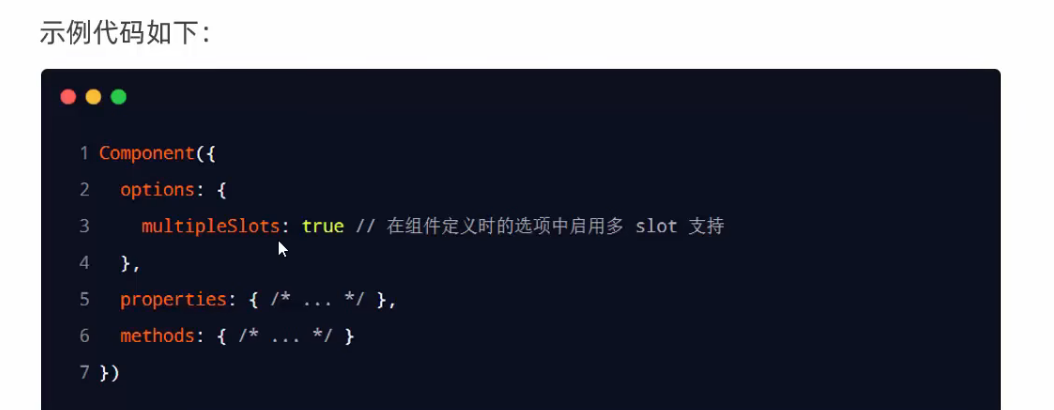 示例代码如下：
1 Component({
2   options: {
3     multipleSlots: true // 在组件定义时的选项中启用多 slot 支持
4   },
5   properties: { /* ... */ },
6   methods: { /* ... */ }
7 })